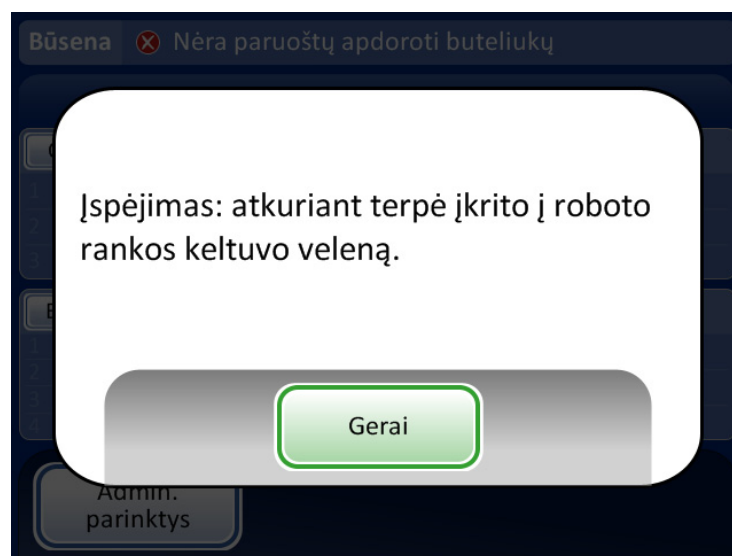 Būsena Nėra paruoštų apdoroti buteliukų
Įspėjimas: atkuriant terpė įkrito į roboto
rankos keltuvo veleną.
Gerai
Admin.
parinktys